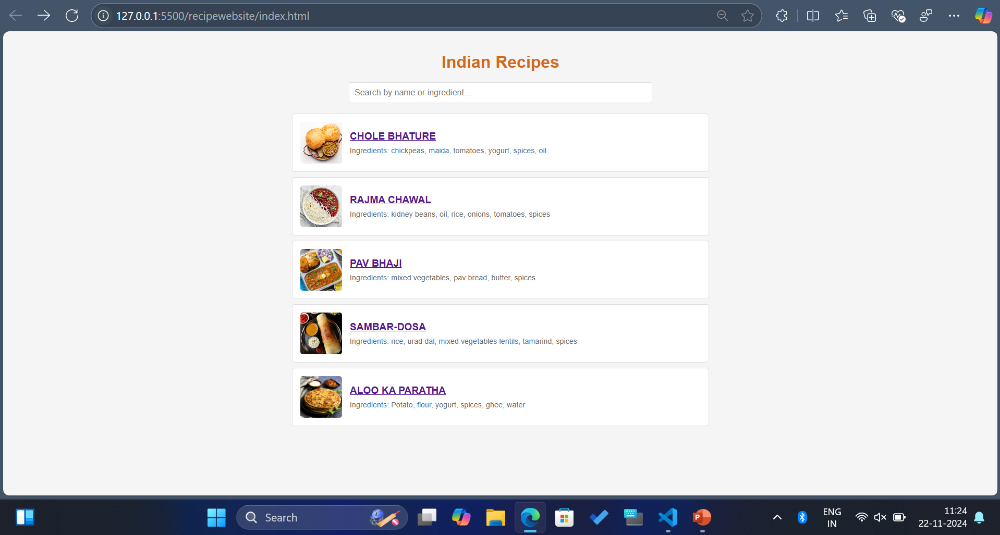 127.0.0.1:5500/recipewebsite/index.html
Indian Recipes
Search by name or ingredient...
CHOLE BHATURE
Ingredients: chickpeas, maida, tomatoes, yogurt, spices, oil
RAJMA CHAWAL
Ingredients: kidney beans, oil, rice, onions, tomatoes, spices
PAV BHAJI
Ingredients: mixed vegetables, pav bread, butter, spices
SAMBAR-DOSA
Ingredients: rice, urad dal, mixed vegetables lentils, tamarind, spices
ALOO KA PARATHA
Ingredients: Potato, flour, yogurt, spices, ghee, water
Search
P
ENG
IN
11:24
22-11-2024